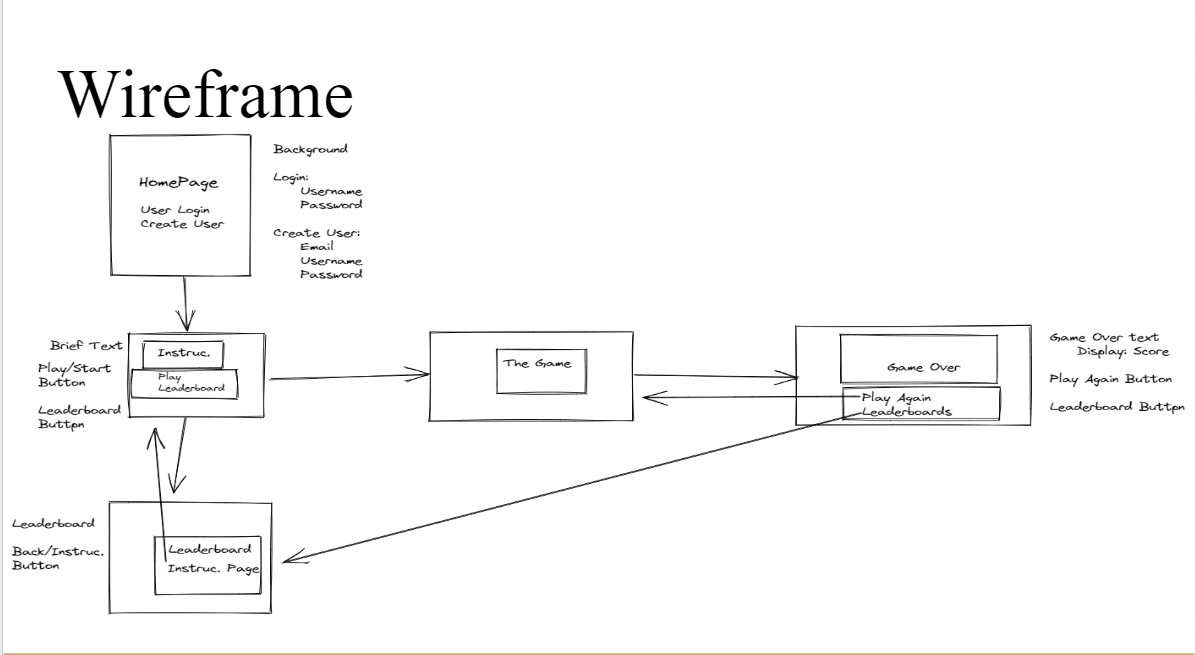 Wireframe
HomePage
User Login
Create User
Background
Login:
Username
Password
Create User:
Email
Username
Password
Brief Text
Play/Start
Button
Leaderboard
Buttpn
Instruc.
Play
Leaderboard
The Game
Game Over
Play Again
Leaderboards
Game Over text
Display: Score
Play Again Button
Leaderboard Buttpn
Leaderboard
Back/Instruc.
Button
Leaderboard
Instruc. Page